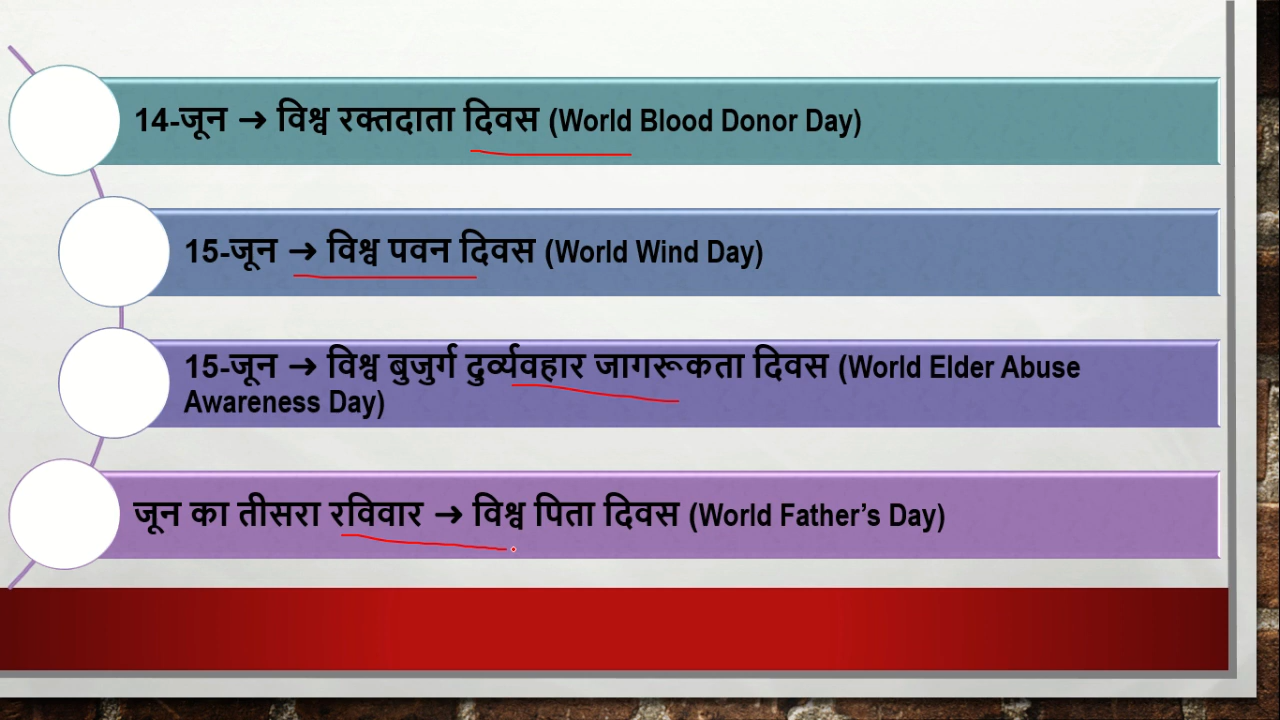 14-जून → विश्व रक्तदाता दिवस (World Blood Donor Day)
15-जून → विश्व पवन दिवस (World Wind Day)
15-जून → विश्व बुजुर्ग दुर्व्यवहार जागरूकता दिवस (World Elder Abuse
Awareness Day)
जून का तीसरा रविवार → विश्व पिता दिवस (World Father’s Day)